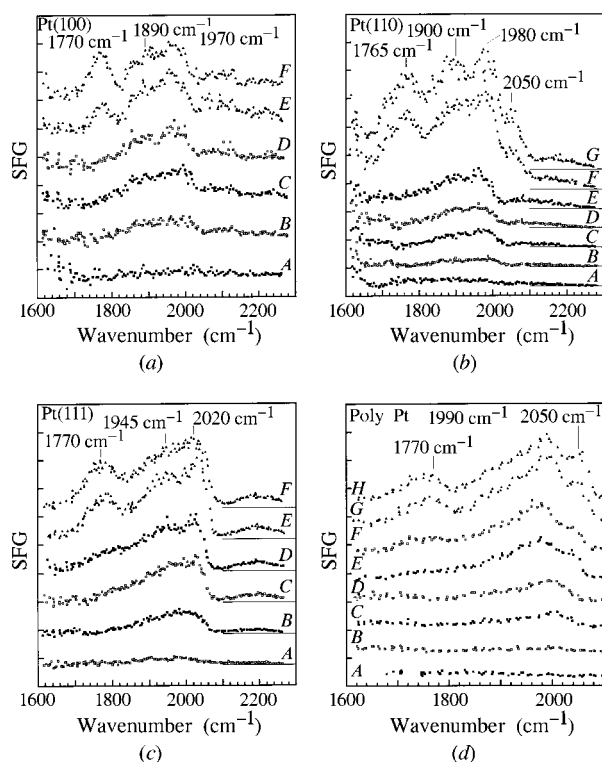 Pt(100)
1770 cm⁻¹ 1890 cm⁻¹ 1970 cm⁻¹
F
E
D
C
B
A
SFG
1600 1800 2000 2200
Wavenumber (cm⁻¹)
(a)
Pt(110)
1765 cm⁻¹ 1900 cm⁻¹ 1980 cm⁻¹
2050 cm⁻¹
G
F
E
D
C
B
A
SFG
1600 1800 2000 2200
Wavenumber (cm⁻¹)
(b)
Pt(111)
1770 cm⁻¹ 1945 cm⁻¹ 2020 cm⁻¹
F
E
D
C
B
A
SFG
1600 1800 2000 2200
Wavenumber (cm⁻¹)
(c)
Poly Pt
1770 cm⁻¹ 1990 cm⁻¹ 2050 cm⁻¹
H
G
F
E
D
C
B
A
SFG
1600 1800 2000
Wavenumber (cm⁻¹)
(d)